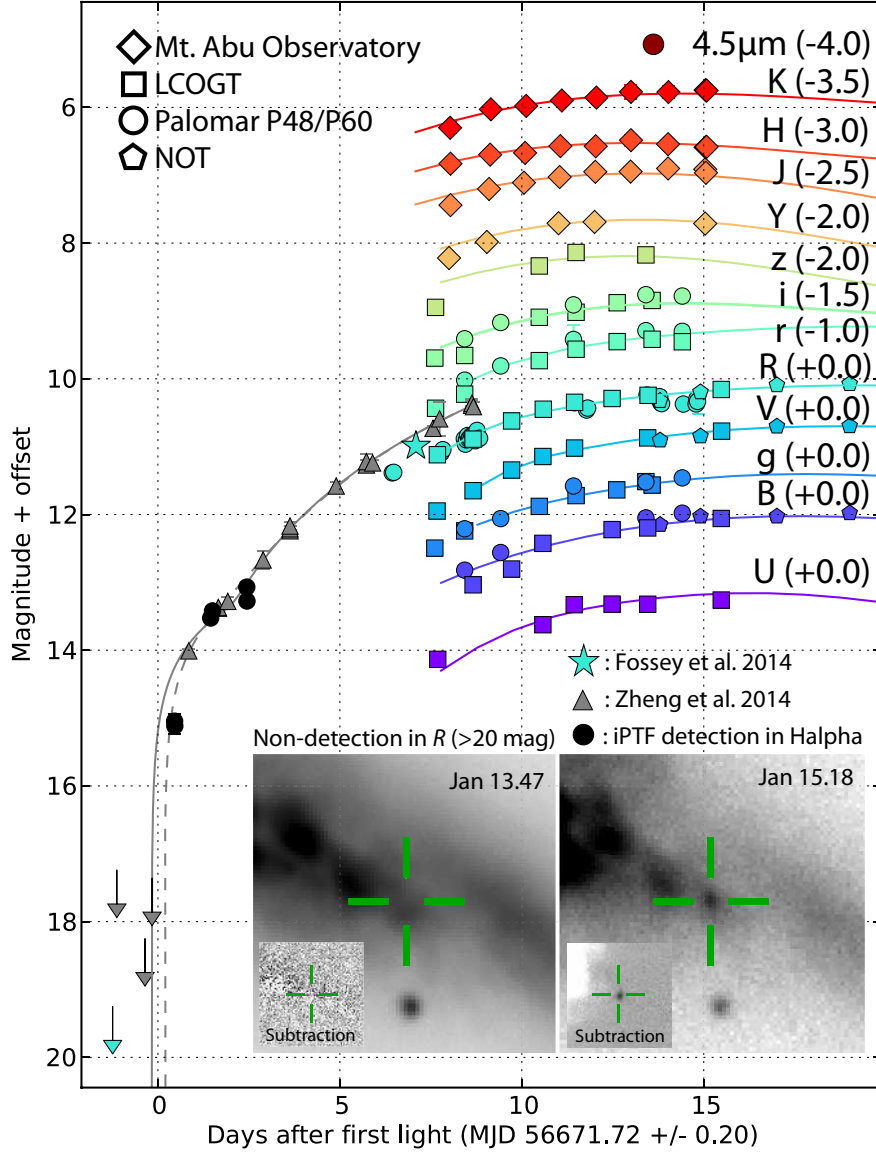 Mt. Abu Observatory
LCOGT
Palomar P48/P60
NOT
4.5μm (-4.0)
K (-3.5)
H (-3.0)
J (-2.5)
Y (-2.0)
z (-2.0)
i (-1.5)
r (-1.0)
R (+0.0)
V (+0.0)
g (+0.0)
B (+0.0)
U (+0.0)
: Fossey et al. 2014
: Zheng et al. 2014
: iPTF detection in Halpha
Non-detection in R (>20 mag)
Jan 13.47
Subtraction
Jan 15.18
Subtraction
Magnitude + offset
6
8
10
12
14
16
18
20
0
5
10
15
Days after first light (MJD 56671.72 +/- 0.20)